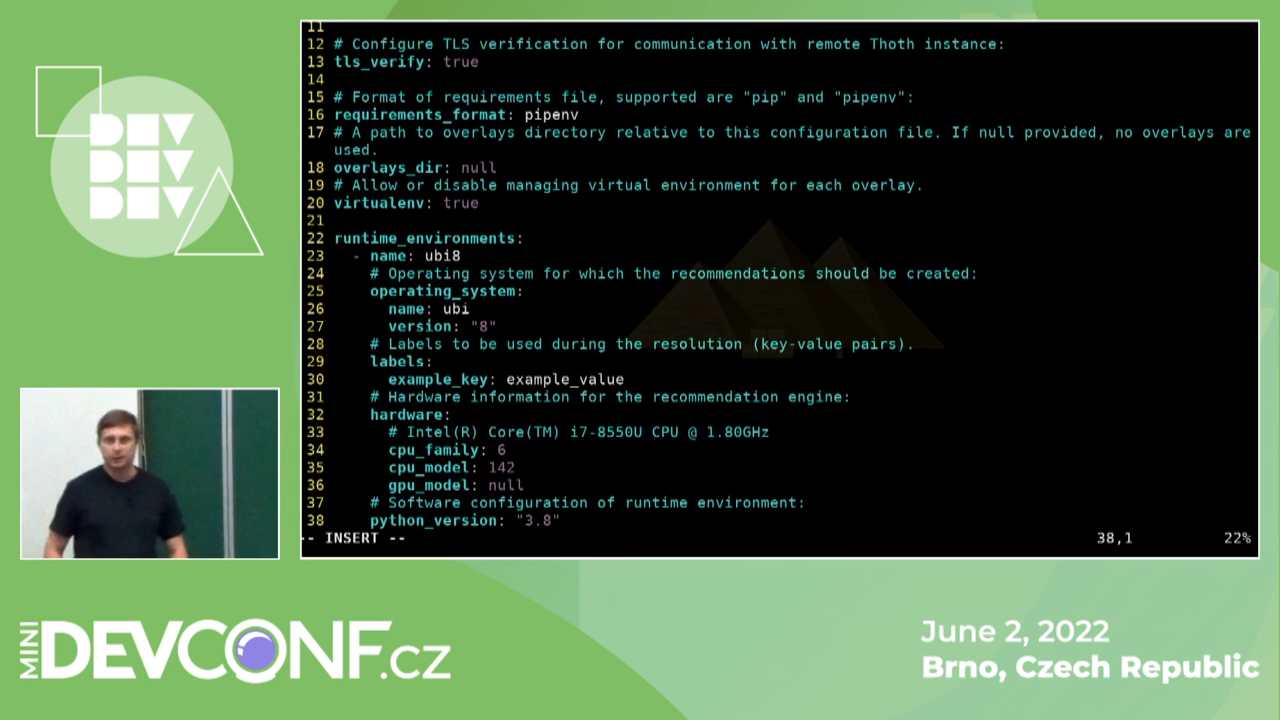 DEV
DEV
DEV
11
12 # Configure TLS verification for communication with remote Thoth instance:
13 tls_verify: true
14
15 # Format of requirements file, supported are "pip" and "pipenv":
16 requirements_format: pipenv
17 # A path to overlays directory relative to this configuration file. If null provided, no overlays are
used.
18 overlays_dir: null
19 # Allow or disable managing virtual environment for each overlay.
20 virtualenv: true
21
22 runtime_environments:
23   - name: ubi8
24     # Operating system for which the recommendations should be created:
25     operating_system:
26       name: ubi
27       version: "8"
28     # Labels to be used during the resolution (key-value pairs).
29     labels:
30       example_key: example_value
31     # Hardware information for the recommendation engine:
32     hardware:
33       # Intel(R) Core(TM) i7-8550U CPU @ 1.80GHz
34       cpu_family: 6
35       cpu_model: 142
36       gpu_model: null
37     # Software configuration of runtime environment:
38     python_version: "3.8"
-- INSERT -- 38,1 22%
MINI DEVCONF.CZ
June 2, 2022
Brno, Czech Republic